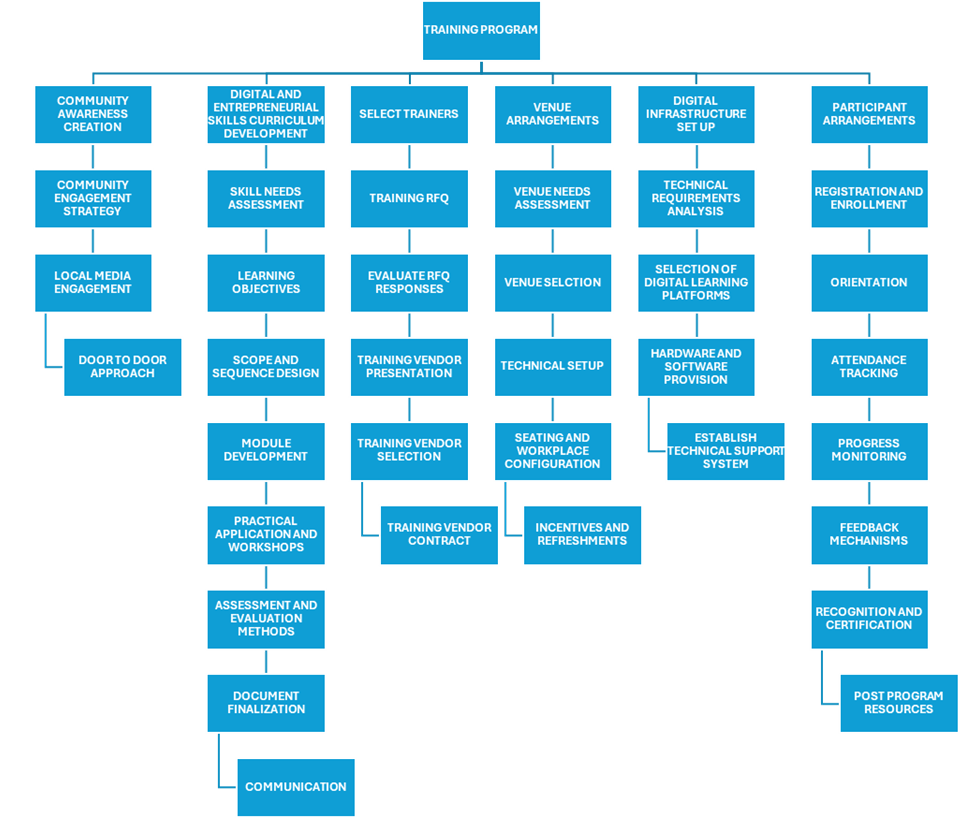 TRAINING PROGRAM
COMMUNITY
AWARENESS
CREATION
DIGITAL AND
ENTREPRENEURIAL
SKILLS CURRICULUM
DEVELOPMENT
SELECT TRAINERS
VENUE
ARRANGEMENTS
DIGITAL
INFRASTRUCTURE
SET UP
PARTICIPANT
ARRANGEMENTS
COMMUNITY
ENGAGEMENT
STRATEGY
SKILL NEEDS
ASSESSMENT
TRAINING RFQ
VENUE NEEDS
ASSESSMENT
TECHNICAL
REQUIREMENTS
ANALYSIS
REGISTRATION AND
ENROLLMENT
LOCAL MEDIA
ENGAGEMENT
LEARNING
OBJECTIVES
EVALUATE RFQ
RESPONSES
VENUE SELCTION
SELECTION OF
DIGITAL LEARNING
PLATFORMS
ORIENTATION
DOOR TO DOOR
APPROACH
SCOPE AND
SEQUENCE DESIGN
TRAINING VENDOR
PRESENTATION
TECHNICAL SETUP
HARDWARE AND
SOFTWARE
PROVISION
ATTENDANCE
TRACKING
MODULE
DEVELOPMENT
TRAINING VENDOR
SELECTION
SEATING AND
WORKPLACE
CONFIGURATION
ESTABLISH
TECHNICAL SUPPORT
SYSTEM
PROGRESS
MONITORING
PRACTICAL
APPLICATION AND
WORKSHOPS
TRAINING VENDOR
CONTRACT
INCENTIVES AND
REFRESHMENTS
FEEDBACK
MECHANISMS
ASSESSMENT AND
EVALUATION
METHODS
RECOGNITION AND
CERTIFICATION
DOCUMENT
FINALIZATION
POST PROGRAM
RESOURCES
COMMUNICATION